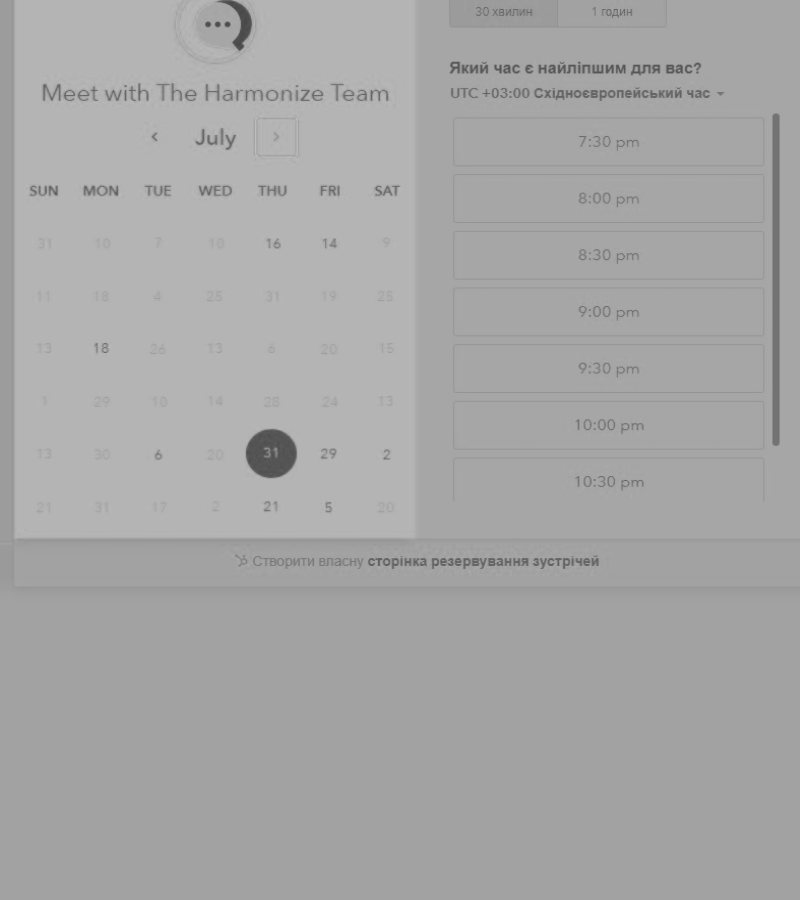 Meet with The Harmonize Team
July
SUN MON TUE WED THU FRI SAT
31 10 7 10 16 14 9
11 18 4 25 31 19 25
13 18 26 13 6 20 15
1 29 10 14 28 24 13
13 30 6 20 31 29 2
21 31 17 2 21 5 20
30 хвилин 1 годин
Який час є найліпшим для вас?
UTC +03:00 Східноєвропейський час
7:30 pm
8:00 pm
8:30 pm
9:00 pm
9:30 pm
10:00 pm
10:30 pm
Створити власну сторінка резервування зустрічей